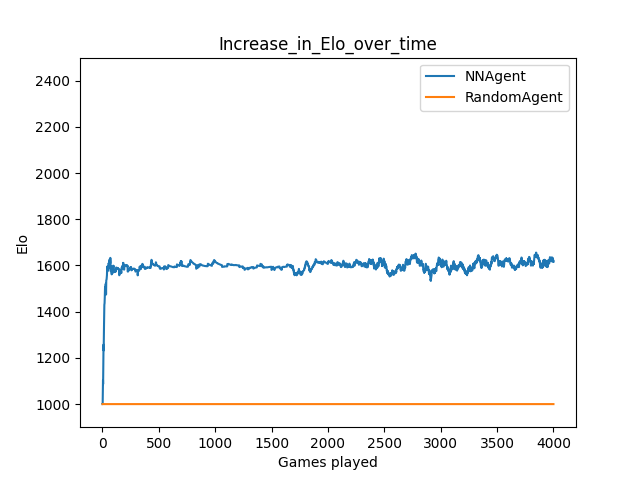 Increase_in_Elo_over_time
NNAgent
RandomAgent
2400
2200
2000
1800
1600
1400
1200
1000
Elo
0 500 1000 1500 2000 2500 3000 3500 4000
Games played